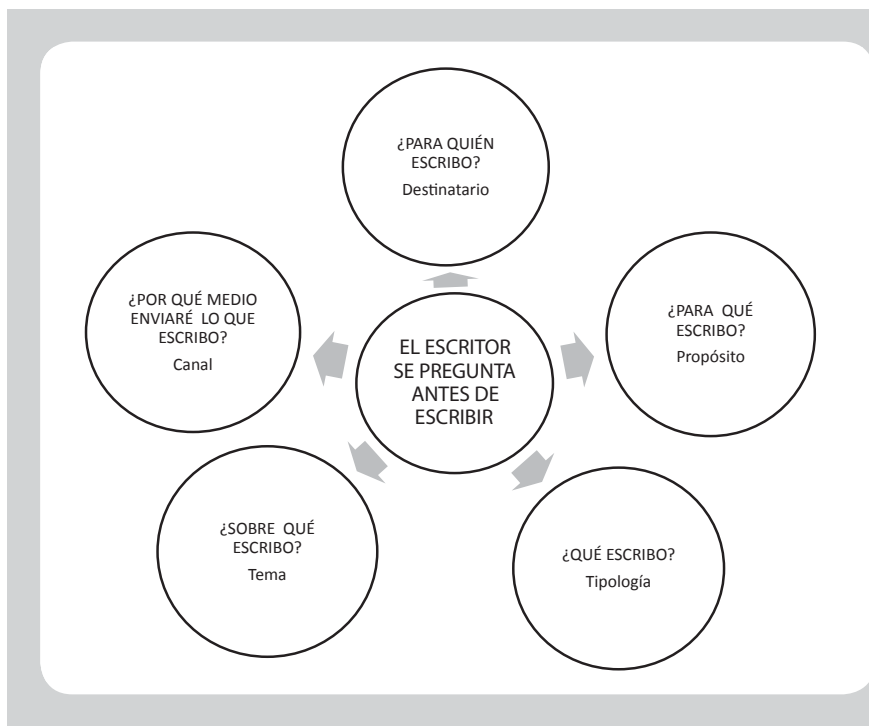 ¿PARA QUIÉN
ESCRIBO?
Destinatario
¿POR QUÉ MEDIO
ENVIARÉ LO QUE
ESCRIBO?
Canal
¿PARA QUÉ
ESCRIBO?
Propósito
EL ESCRITOR
SE PREGUNTA
ANTES DE
ESCRIBIR
¿SOBRE QUÉ
ESCRIBO?
Tema
¿QUÉ ESCRIBO?
Tipología